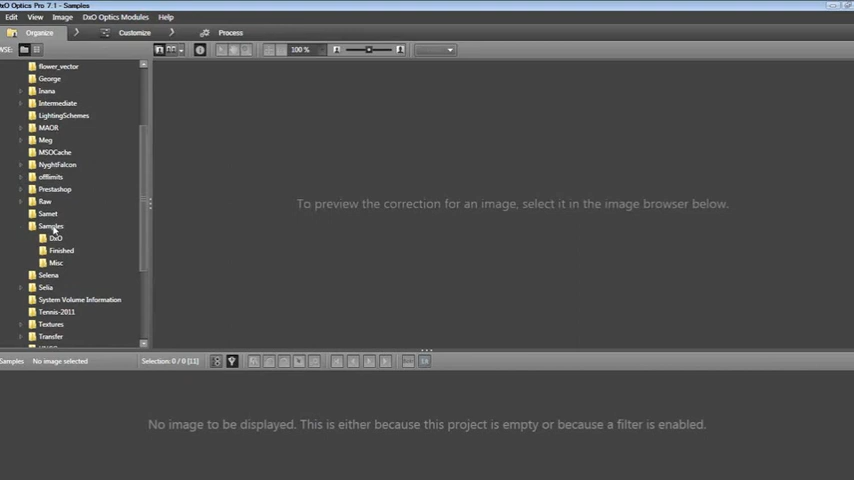 DxO Optics Pro 7.1 - Samples
Edit View Image DxO Optics Modules Help
Organize Customize Process
WSE: 100 %
flower_vector
George
Inana
Intermediate
LightingSchemes
MAOR
Meg
MSOCache
NyghtFalcon
offlimits
Prestashop
Raw
Samet
Samples
DxO
Finished
Misc
Selena
Selia
System Volume Information
Tennis-2011
Textures
Transfer
To preview the correction for an image, select it in the image browser below.
Samples No image selected Selection: 0 / 0 [11]
No image to be displayed. This is either because this project is empty or because a filter is enabled.